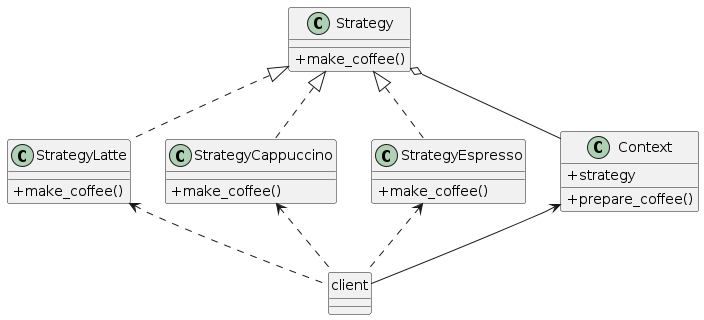 C Strategy
+make_coffee()
C StrategyLatte
+make_coffee()
C StrategyCappuccino
+make_coffee()
C StrategyEspresso
+make_coffee()
C Context
+strategy
+prepare_coffee()
client